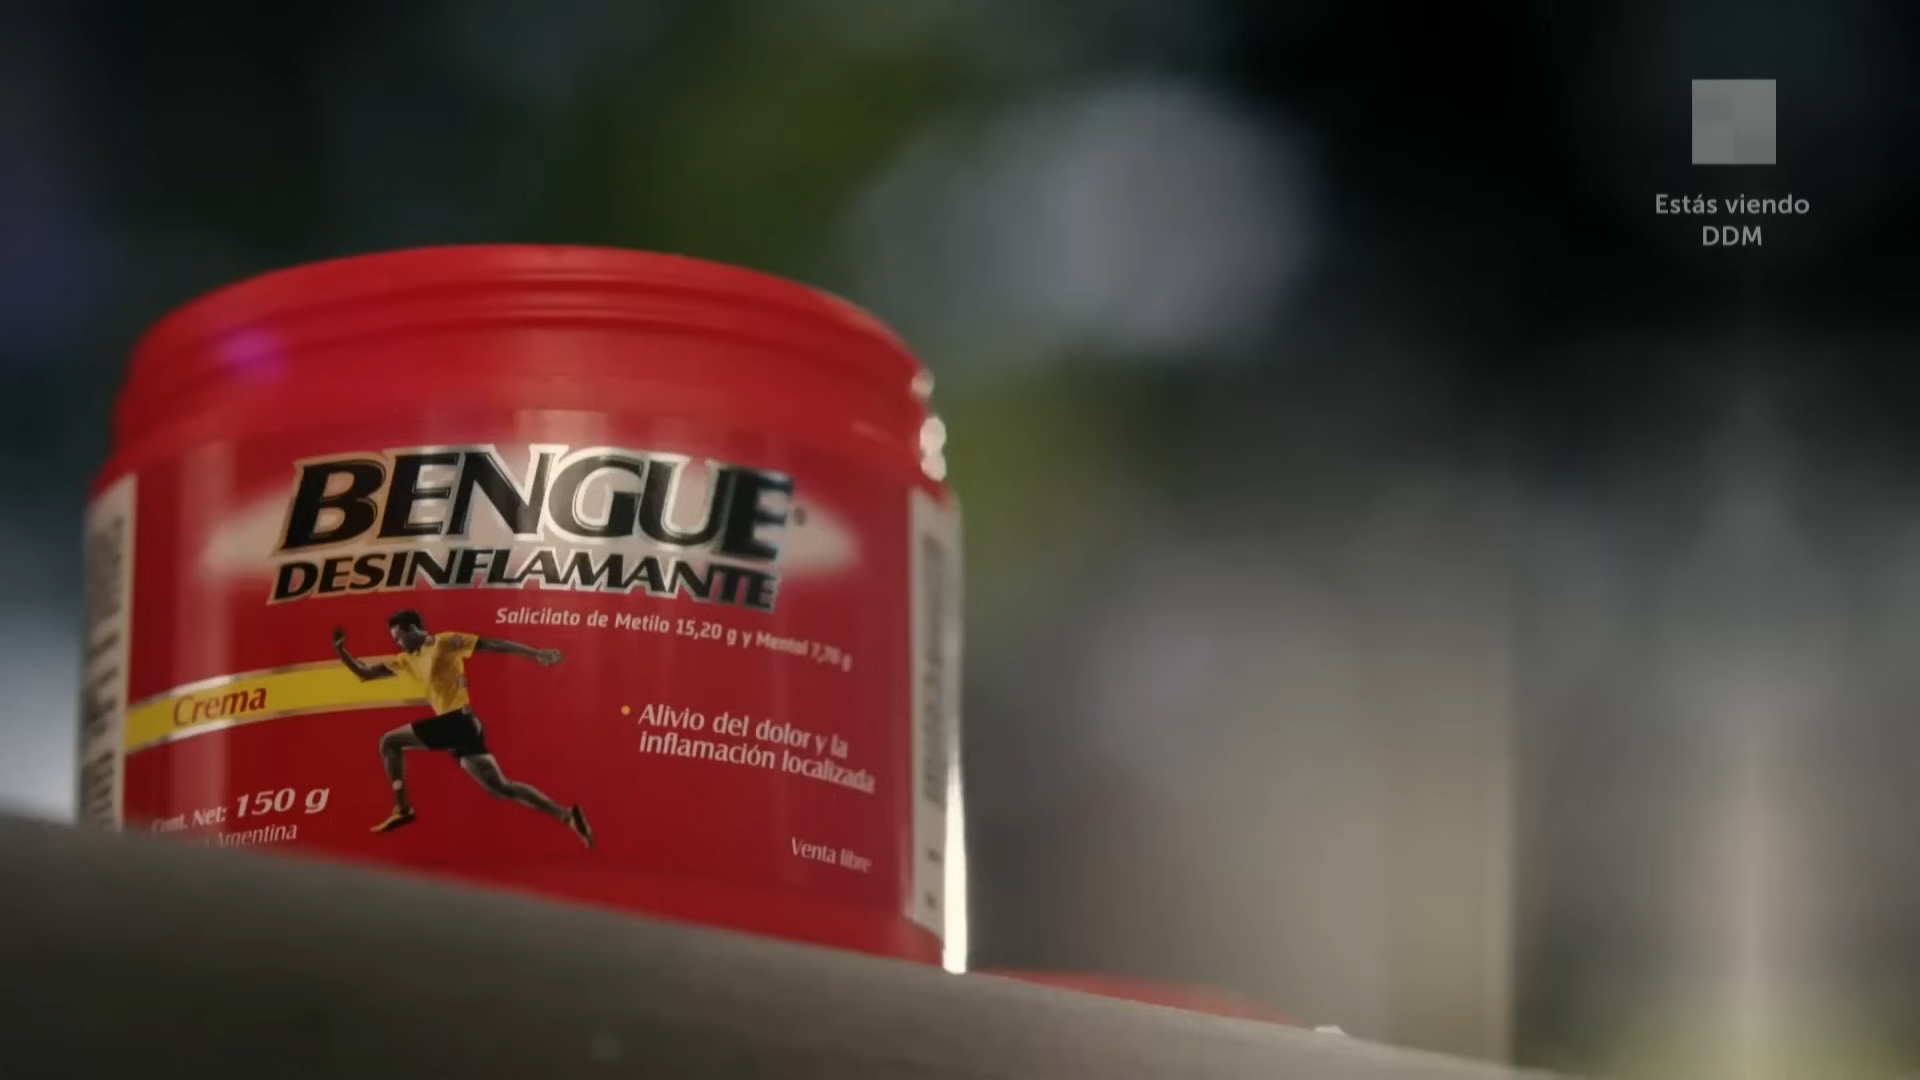 Estás viendo
DDM
BENGUE
DESINFLAMANTE
Salicilato de Metilo 15,20 g y Mentol 7,78 g
Crema
• Alivio del dolor y la
inflamación localizada
Cont. Net: 150 g
Argentina
Venta libre